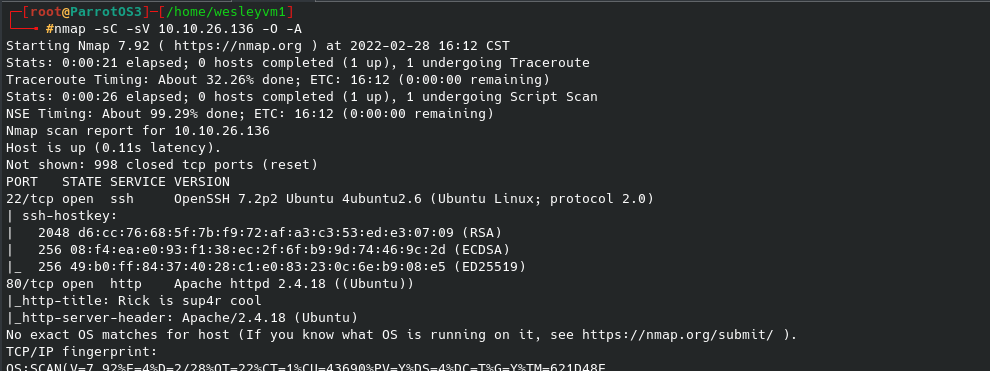 [root@ParrotOS3]-[/home/wesleyvm1]
#nmap -sC -sV 10.10.26.136 -O -A
Starting Nmap 7.92 ( https://nmap.org ) at 2022-02-28 16:12 CST
Stats: 0:00:21 elapsed; 0 hosts completed (1 up), 1 undergoing Traceroute
Traceroute Timing: About 32.26% done; ETC: 16:12 (0:00:00 remaining)
Stats: 0:00:26 elapsed; 0 hosts completed (1 up), 1 undergoing Script Scan
NSE Timing: About 99.29% done; ETC: 16:12 (0:00:00 remaining)
Nmap scan report for 10.10.26.136
Host is up (0.11s latency).
Not shown: 998 closed tcp ports (reset)
PORT   STATE SERVICE VERSION
22/tcp open  ssh     OpenSSH 7.2p2 Ubuntu 4ubuntu2.6 (Ubuntu Linux; protocol 2.0)
| ssh-hostkey:
|   2048 d6:cc:76:68:5f:7b:f9:72:af:a3:c3:53:ed:e3:07:09 (RSA)
|   256 08:f4:ea:e0:93:f1:38:ec:2f:6f:b9:9d:74:46:9c:2d (ECDSA)
|_  256 49:b0:ff:84:37:40:28:c1:e0:83:23:0c:6e:b9:08:e5 (ED25519)
80/tcp open  http    Apache httpd 2.4.18 ((Ubuntu))
|_http-title: Rick is sup4r cool
|_http-server-header: Apache/2.4.18 (Ubuntu)
No exact OS matches for host (If you know what OS is running on it, see https://nmap.org/submit/ ).
TCP/IP fingerprint:
OS:SCAN(V=7.92%E=4%D=2/28%OT=22%CT=1%CU=43690%PV=Y%DS=4%DC=T%G=Y%TM=621D48F